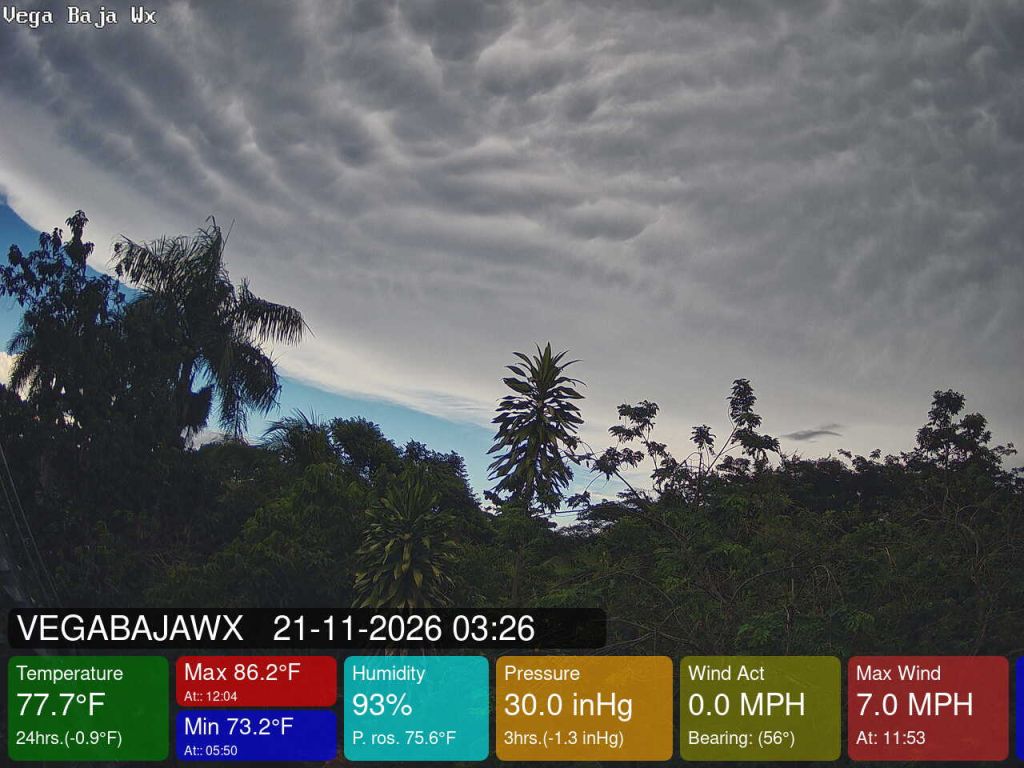 Vega Baja Wx
VEGABAJAWX 21-11-2026 03:26
Temperature
77.7°F
24hrs.(-0.9°F)
Max 86.2°F
At:: 12:04
Min 73.2°F
At:: 05:50
Humidity
93%
P. ros. 75.6°F
Pressure
30.0 inHg
3hrs.(-1.3 inHg)
Wind Act
0.0 MPH
Bearing: (56°)
Max Wind
7.0 MPH
At: 11:53